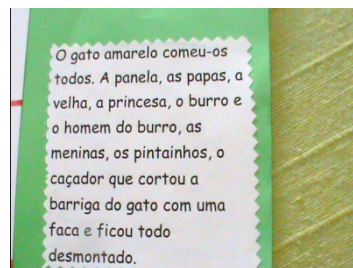 O gato amarelo comeu-os
todos. A panela, as papas, a
velha, a princesa, o burro e
o homem do burro, as
meninas, os pintainhos, o
caçador que cortou a
barriga do gato com uma
faca e ficou todo
desmontado.